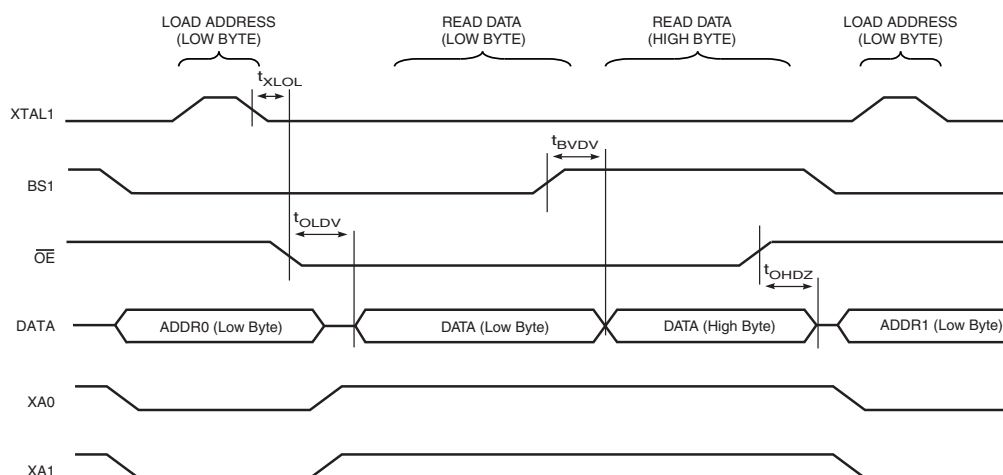 LOAD ADDRESS
(LOW BYTE)
READ DATA
(LOW BYTE)
READ DATA
(HIGH BYTE)
LOAD ADDRESS
(LOW BYTE)
tXLOL
XTAL1
tBVDV
BS1
tOLDV
OE
tOHDZ
DATA
ADDR0 (Low Byte)
DATA (Low Byte)
DATA (High Byte)
ADDR1 (Low Byte)
XA0
XA1